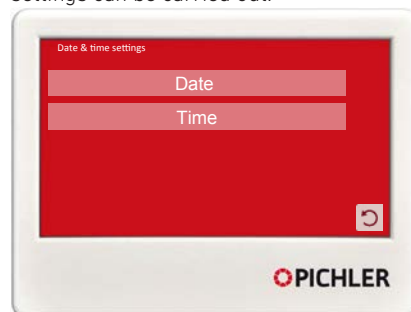 settings can be carried out.
Date & time settings
Date
Time
PICHLER